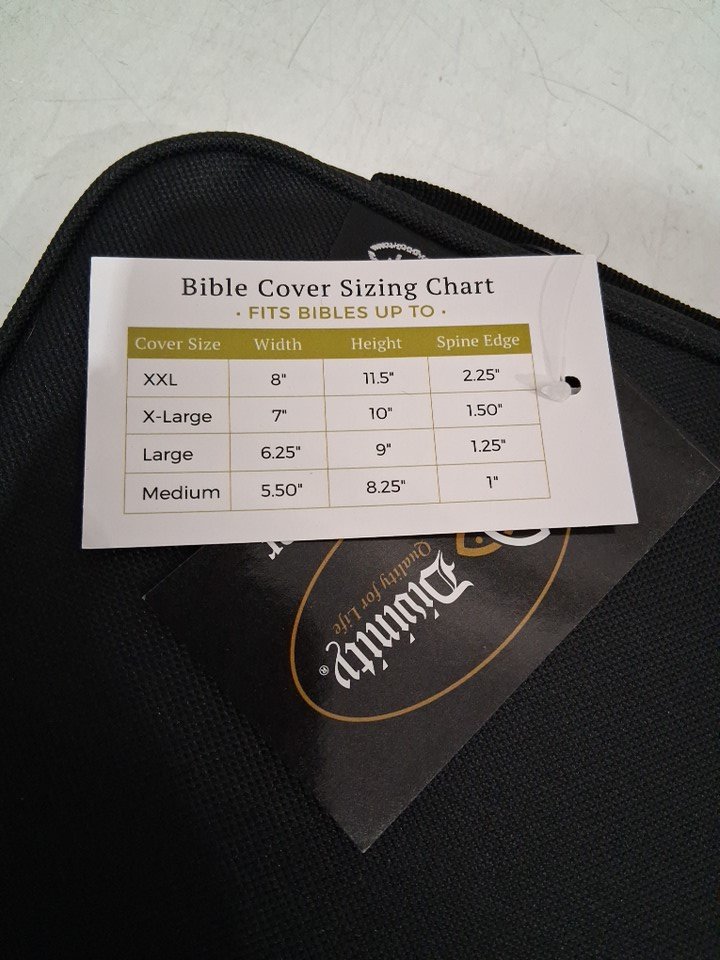 Bible Cover Sizing Chart
· FITS BIBLES UP TO ·
Cover Size Width Height Spine Edge
XXL 8" 11.5" 2.25"
X-Large 7" 10" 1.50"
Large 6.25" 9" 1.25"
Medium 5.50" 8.25" 1"
Divinity®
Quality for Life